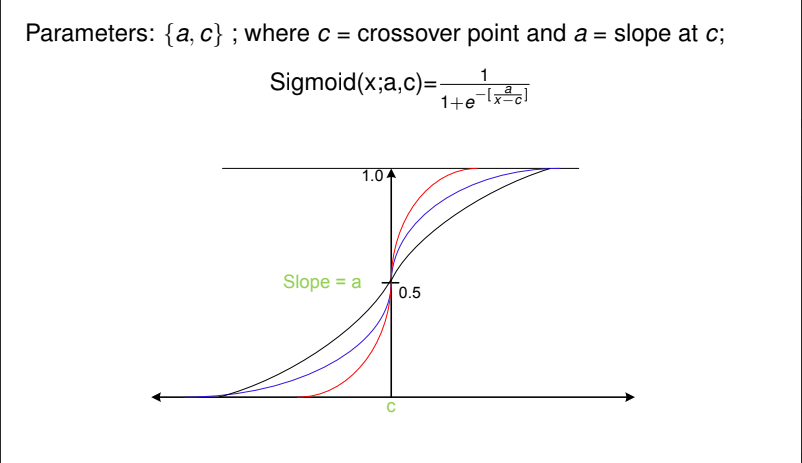 Parameters: {a, c} ; where c = crossover point and a = slope at c;
Sigmoid(x;a,c)=\frac{1}{1+e^{-[\frac{a}{x-c}]}}
1.0
Slope = a
0.5
c